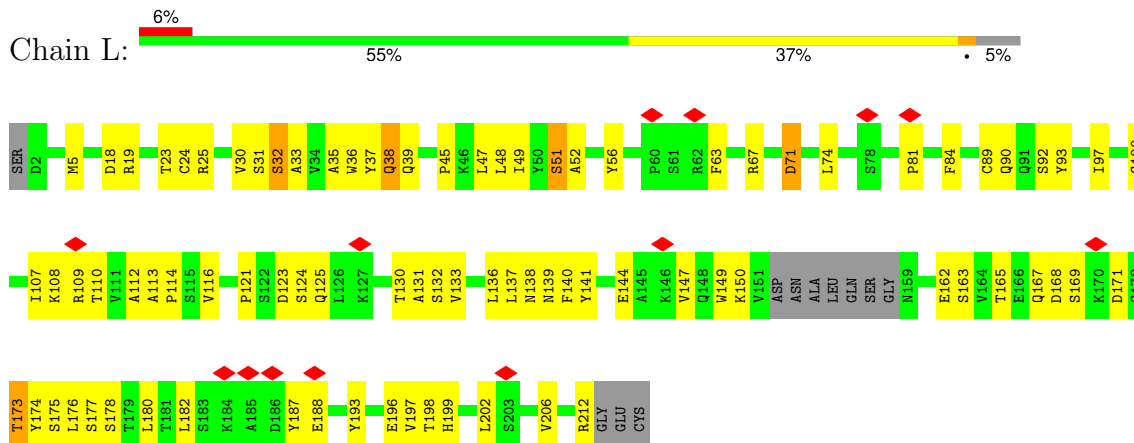 6%
Chain L:
55% 37% • 5%
SER D2 M5 D18 R19 T23 C24 R25 V30 S31 S32 A33 V34 A35 W36 Y37 Q38 Q39 P45 K46 L47 L48 I49 Y50 S51 A52 Y56 P60 S61 R62 F63 R67 D71 L74 S78 P81 F84 C89 Q90 Q91 S92 Y93 I97
I107 K108 R109 T110 V111 A112 A113 P114 S115 V116 P121 S122 D123 S124 Q125 L126 K127 T130 A131 S132 V133 L136 L137 N138 N139 F140 Y141 E144 A145 K146 V147 Q148 W149 K150 V151 ASP ASN ALA LEU GLN SER GLY N159 E162 S163 V164 T165 E166 Q167 D168 S169 K170 D171
T173 Y174 S175 L176 S177 S178 T179 L180 T181 L182 S183 K184 A185 D186 Y187 E188 Y193 E196 V197 T198 H199 L202 S203 V206 R212 GLY GLU CYS